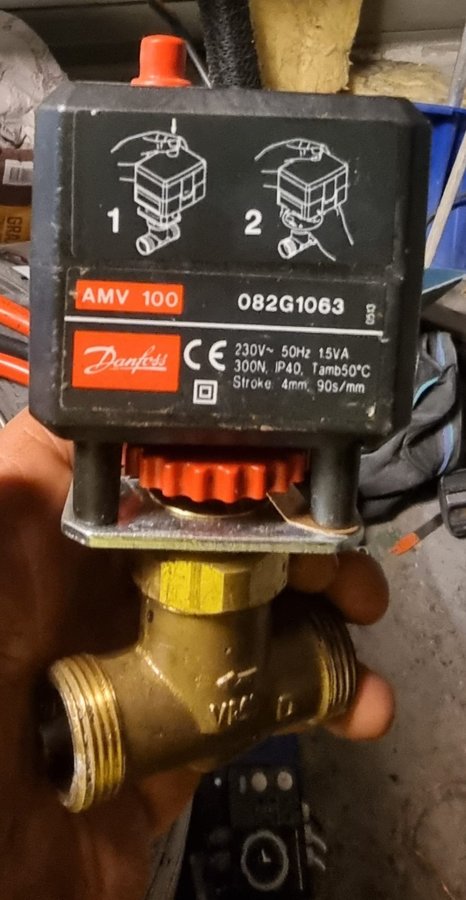 1 2
AMV 100 082G1063
Danfoss CE 230V~ 50Hz 1.5VA
300N, IP40, Tamb50°C
Stroke: 4mm, 90s/mm